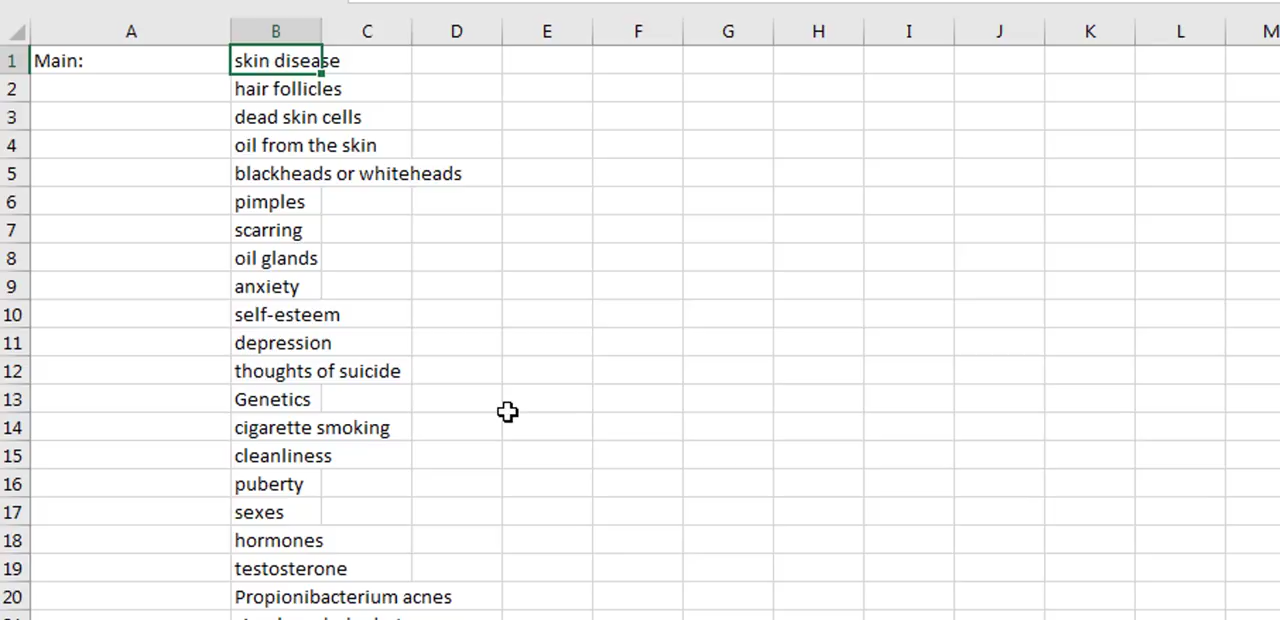 A B C D E F G H I J K L M
1 Main: skin disease
2 hair follicles
3 dead skin cells
4 oil from the skin
5 blackheads or whiteheads
6 pimples
7 scarring
8 oil glands
9 anxiety
10 self-esteem
11 depression
12 thoughts of suicide
13 Genetics
14 cigarette smoking
15 cleanliness
16 puberty
17 sexes
18 hormones
19 testosterone
20 Propionibacterium acnes